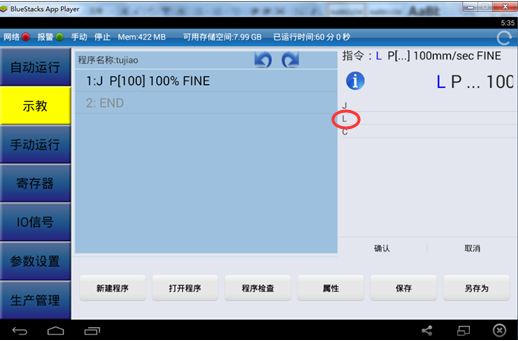 BlueStacks App Player
5:35
网络 报警 手动 停止 Mem:422 MB 可用存储空间:7.99 GB 已运行时间:60 分 0 秒
自动运行
示教
手动运行
寄存器
IO信号
参数设置
生产管理
程序名称:tujiao
1:J P[100] 100% FINE
2: END
指令：L P[...] 100mm/sec FINE
L P ... 100
J
L
C
确认 取消
新建程序 打开程序 程序检查 属性 保存 另存为